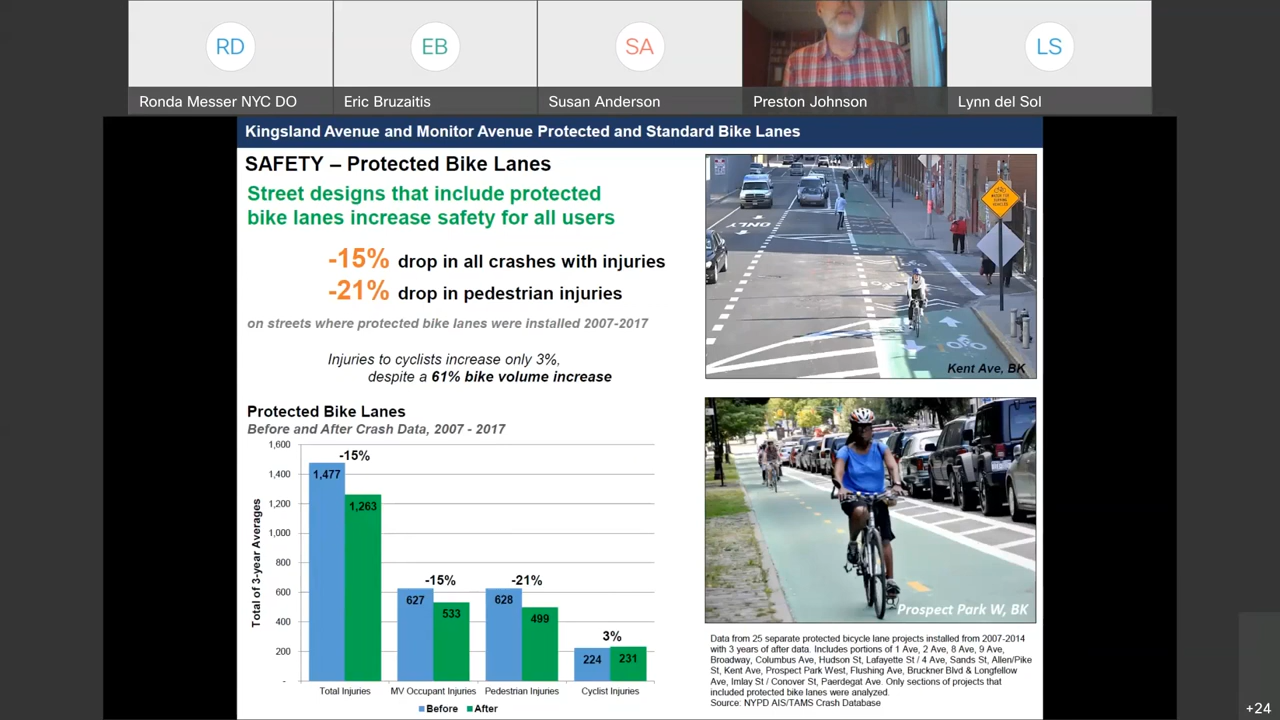 RD
EB
SA
LS
Ronda Messer NYC DO
Eric Bruzaitis
Susan Anderson
Preston Johnson
Lynn del Sol
Kingsland Avenue and Monitor Avenue Protected and Standard Bike Lanes
SAFETY – Protected Bike Lanes
Street designs that include protected
bike lanes increase safety for all users
-15% drop in all crashes with injuries
-21% drop in pedestrian injuries
on streets where protected bike lanes were installed 2007-2017
Injuries to cyclists increase only 3%,
despite a 61% bike volume increase
Protected Bike Lanes
Before and After Crash Data, 2007 - 2017
Total of 3-year Averages
1,600
1,400
1,200
1,000
800
600
400
200
-
-15%
1,477
1,263
-15%
627
533
-21%
628
499
3%
224
231
Total Injuries
MV Occupant Injuries
Pedestrian Injuries
Cyclist Injuries
Before
After
ONLY
Kent Ave, BK
Prospect Park W, BK
Data from 25 separate protected bicycle lane projects installed from 2007-2014
with 3 years of after data. Includes portions of 1 Ave, 2 Ave, 8 Ave, 9 Ave,
Broadway, Columbus Ave, Hudson St, Lafayette St / 4 Ave, Sands St, Allen/Pike
St, Kent Ave, Prospect Park West, Flushing Ave, Bruckner Blvd & Longfellow
Ave, Imlay St / Conover St, Paerdegat Ave. Only sections of projects that
included protected bike lanes were analyzed.
Source: NYPD AIS/TAMS Crash Database
+24